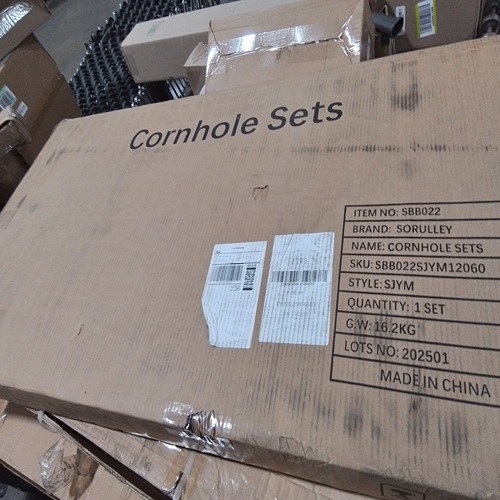 Cornhole Sets
ITEM NO: SBB022
BRAND: SORULLEY
NAME: CORNHOLE SETS
SKU: SBB022SJYM12060
STYLE: SJYM
QUANTITY: 1 SET
G.W: 16.2KG
LOTS NO: 202501
MADE IN CHINA